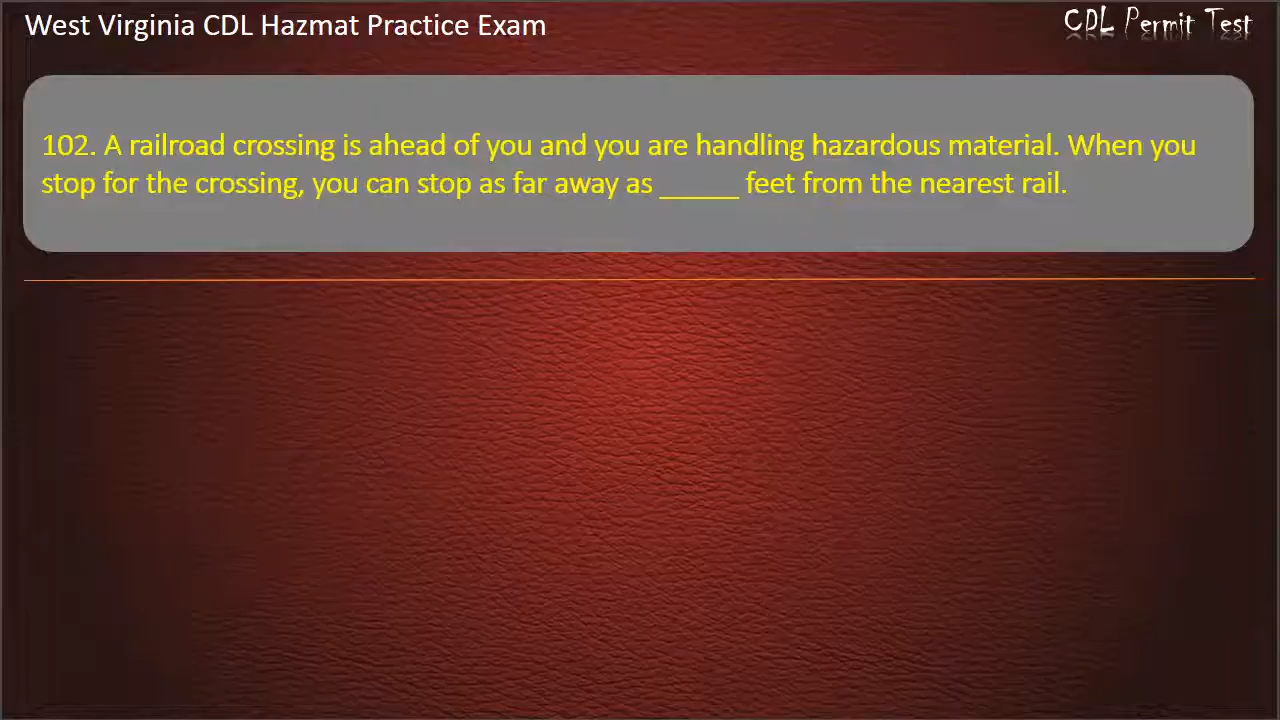 West Virginia CDL Hazmat Practice Exam
CDL Permit Test
102. A railroad crossing is ahead of you and you are handling hazardous material. When you
stop for the crossing, you can stop as far away as _____ feet from the nearest rail.